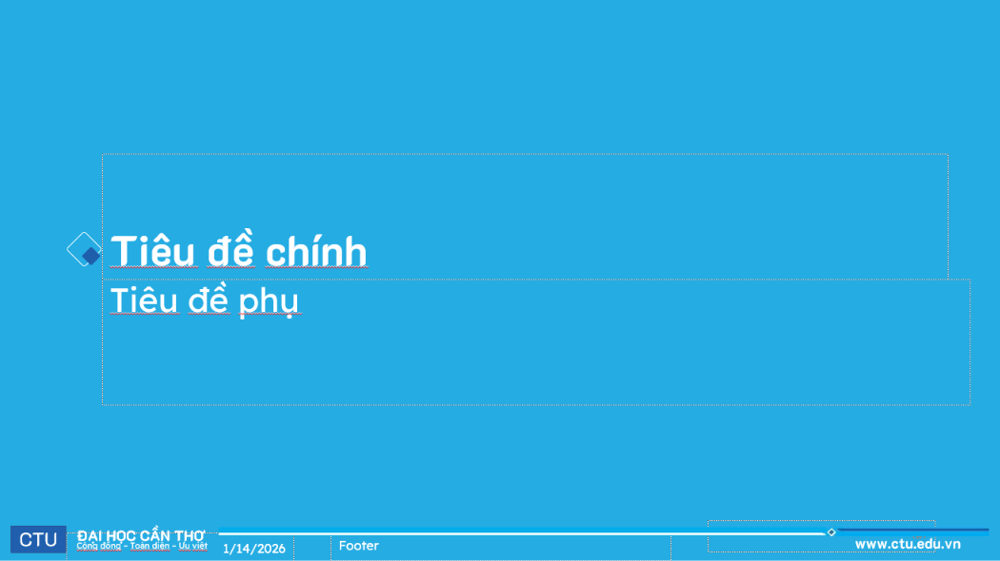 Tiêu đề chính
Tiêu đề phụ
CTU
ĐẠI HỌC CẦN THƠ
Cộng đồng - Toàn diện - Ưu việt
1/14/2026
Footer
www.ctu.edu.vn